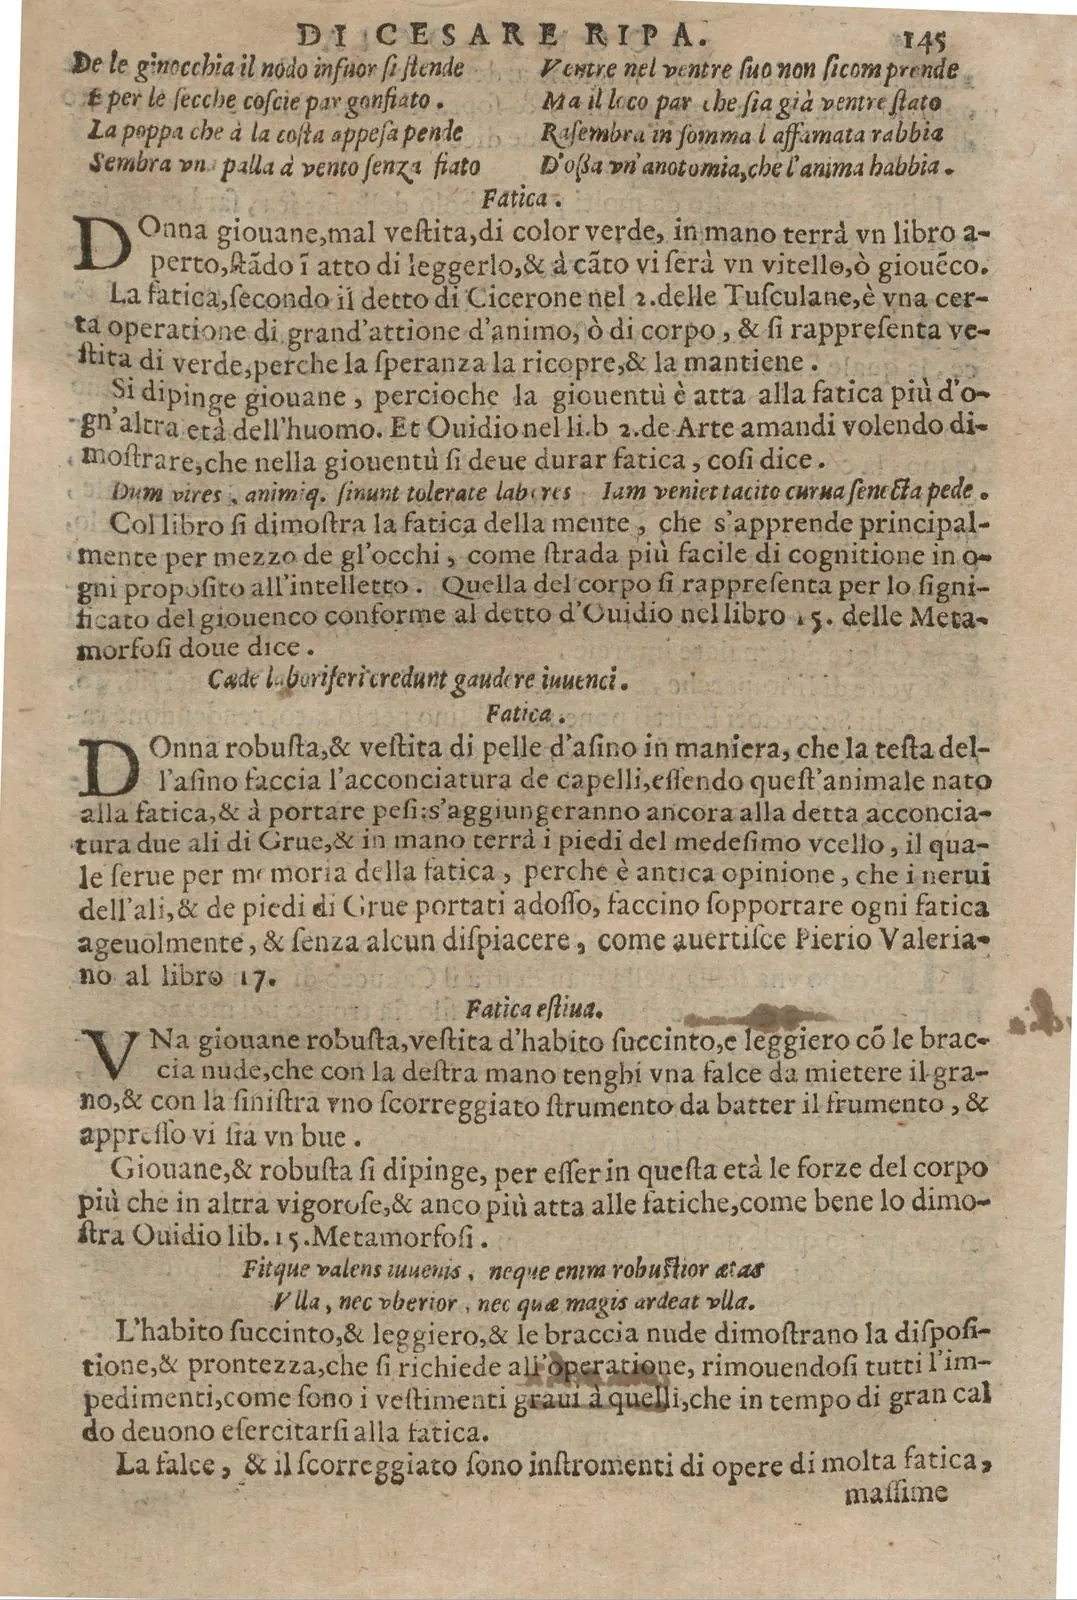 DI CESARE RIPA. 145
De le ginocchia il nodo infuor si stende
E per le secche coscie par gonfiato.
La poppa che à la costa appesa pende
Sembra vna palla à vento senza fiato
Ventre nel ventre suo non si comprende
Ma il loco par che sia già ventre stato
Rasembra in somma l affamata rabbia
D'ossa vn'anotomia, che l'anima habbia.
Fatica.
DOnna giouane,mal vestita,di color verde, in mano terrà vn libro a-
perto,stãdo ĩ atto di leggerlo,& à cãto vi serà vn vitello,ò giouẽco.
La fatica,secondo il detto di Cicerone nel 2.delle Tusculane,è vna cer-
ta operatione di grand'attione d'animo, ò di corpo, & si rappresenta ve-
stita di verde,perche la speranza la ricopre,& la mantiene.
Si dipinge giouane, percioche la giouentù è atta alla fatica più d'o-
gn'altra età dell'huomo. Et Ouidio nel li.b 2.de Arte amandi volendo di-
mostrare,che nella giouentù si deue durar fatica, cosi dice.
Dum vires, animiq. sinunt tolerate labores Iam veniet tacito curua senecta pede.
Col libro si dimostra la fatica della mente, che s'apprende principal-
mente per mezzo de gl'occhi, come strada più facile di cognitione in o-
gni proposito all'intelletto. Quella del corpo si rappresenta per lo signi-
ficato del giouenco conforme al detto d'Ouidio nel libro 15. delle Meta-
morfosi doue dice.
Cæde laboriferi credunt gaudere iuuenci.
Fatica.
DOnna robusta,& vestita di pelle d'asino in maniera, che la testa del-
l'asino faccia l'acconciatura de capelli,essendo quest'animale nato
alla fatica,& à portare pesi:s'aggiungeranno ancora alla detta acconcia-
tura due ali di Grue,& in mano terrà i piedi del medesimo vcello, il qua-
le serue per memoria della fatica, perche è antica opinione, che i nerui
dell'ali,& de piedi di Grue portati adosso, faccino sopportare ogni fatica
ageuolmente, & senza alcun dispiacere, come auertisce Pierio Valeria-
no al libro 17.
Fatica estiua.
VNa giouane robusta,vestita d'habito succinto,e leggiero cõ le brac-
cia nude,che con la destra mano tenghi vna falce da mietere il gra-
no,& con la sinistra vno scorreggiato strumento da batter il frumento, &
appresso vi sia vn bue.
Giouane,& robusta si dipinge, per esser in questa età le forze del corpo
più che in altra vigorose,& anco più atta alle fatiche,come bene lo dimo-
stra Ouidio lib.15.Metamorfosi.
Fitque valens iuuenis, neque enim robustior ætas
Vlla, nec vberior, nec quæ magis ardeat vlla.
L'habito succinto,& leggiero,& le braccia nude dimostrano la disposi-
tione,& prontezza,che si richiede all'operatione, rimouendosi tutti l'im-
pedimenti,come sono i vestimenti graui à quelli,che in tempo di gran cal
do deuono esercitarsi alla fatica.
La falce, & il scorreggiato sono instromenti di opere di molta fatica,
massime